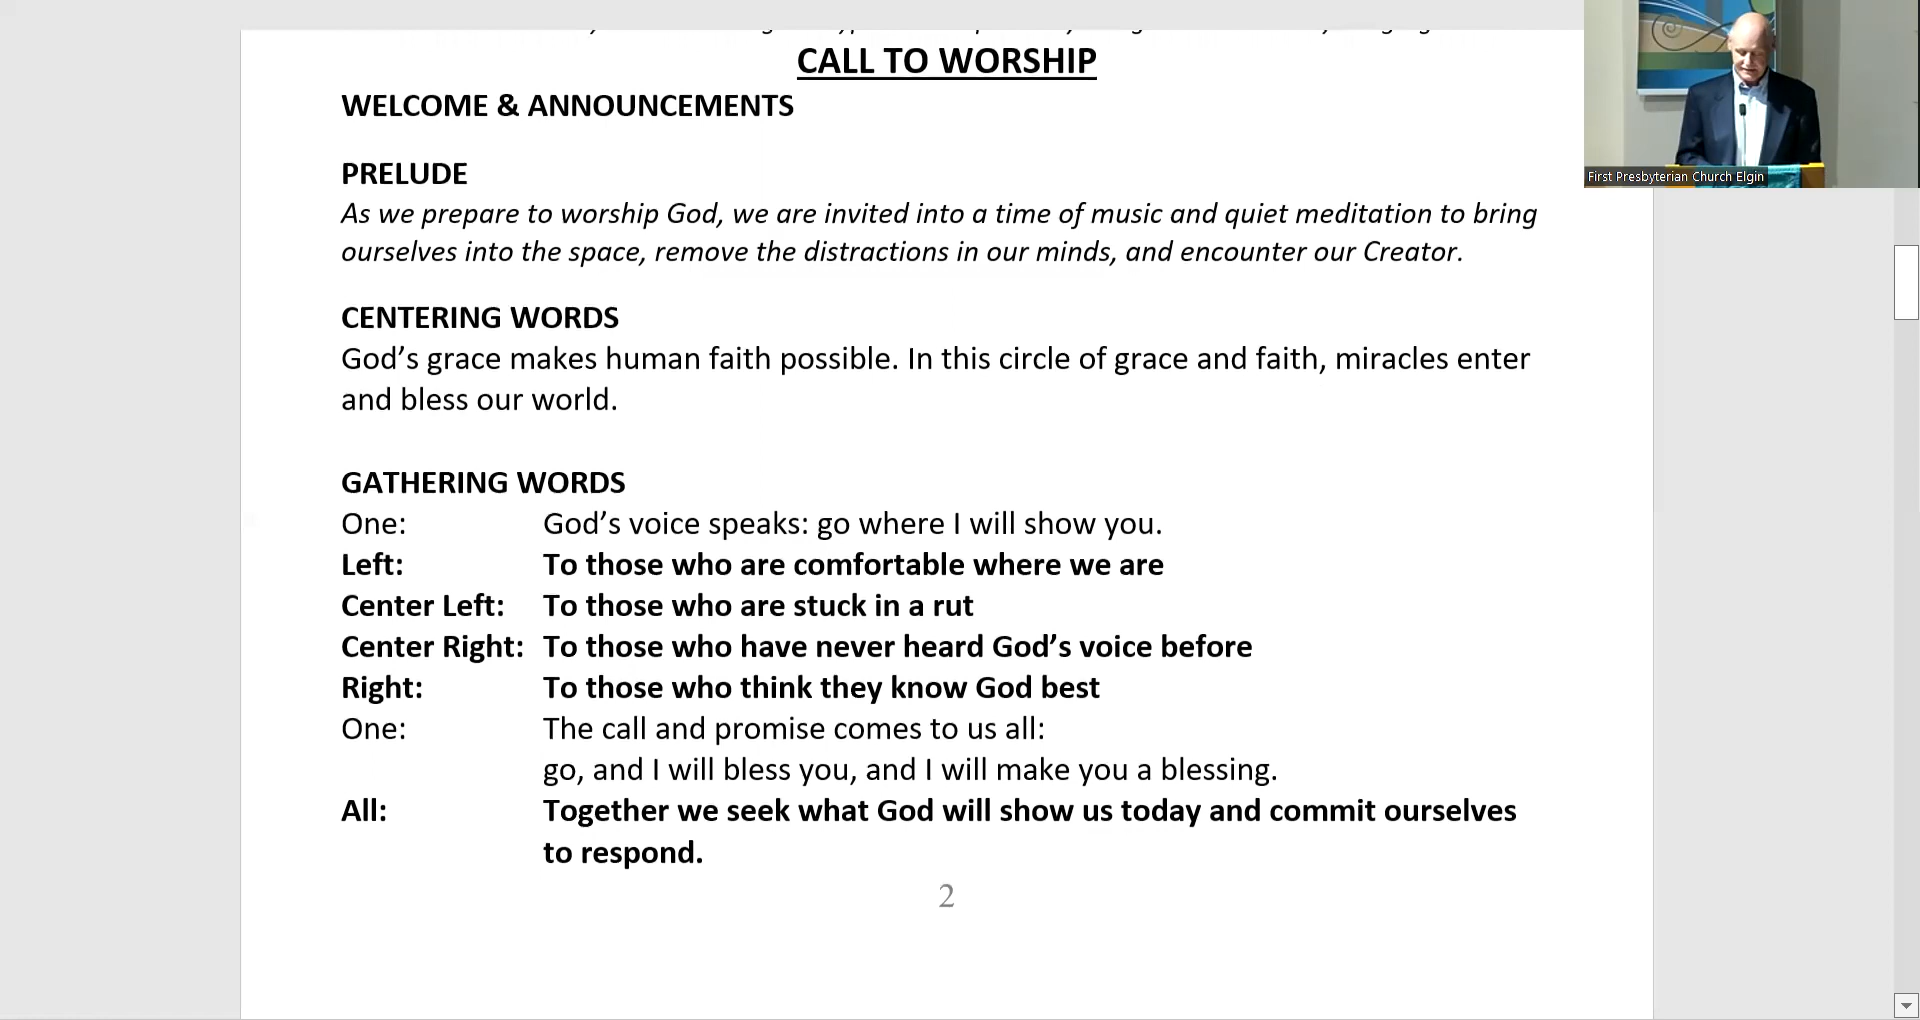 CALL TO WORSHIP
WELCOME & ANNOUNCEMENTS
PRELUDE
As we prepare to worship God, we are invited into a time of music and quiet meditation to bring
ourselves into the space, remove the distractions in our minds, and encounter our Creator.
CENTERING WORDS
God’s grace makes human faith possible. In this circle of grace and faith, miracles enter
and bless our world.
GATHERING WORDS
One: God’s voice speaks: go where I will show you.
Left: To those who are comfortable where we are
Center Left: To those who are stuck in a rut
Center Right: To those who have never heard God’s voice before
Right: To those who think they know God best
One: The call and promise comes to us all:
go, and I will bless you, and I will make you a blessing.
All: Together we seek what God will show us today and commit ourselves
to respond.
2
First Presbyterian Church Elgin